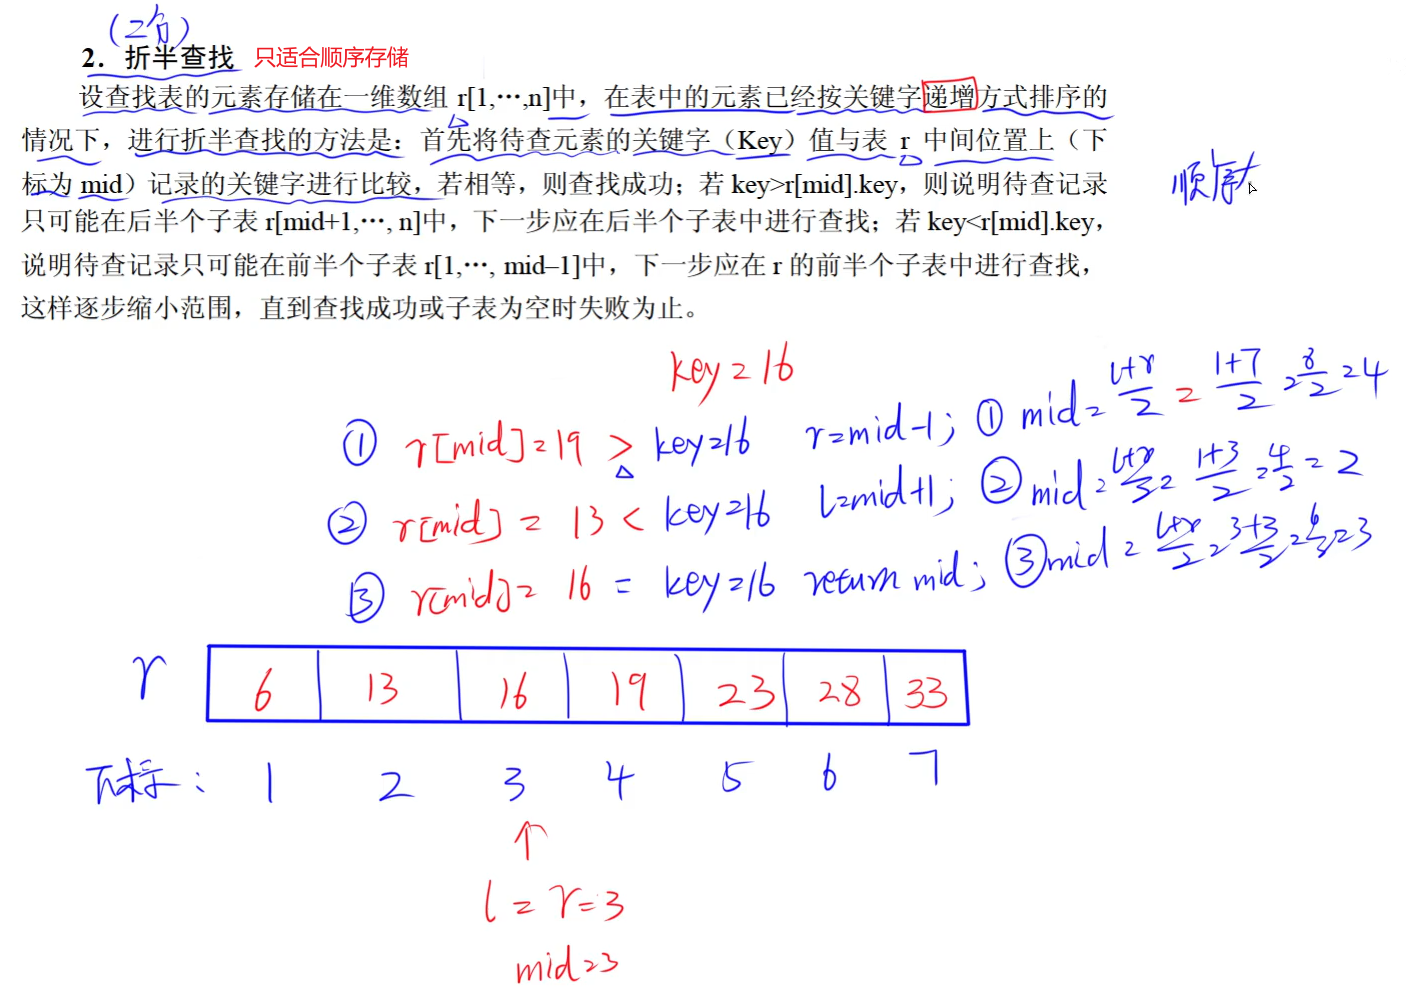 (2分)
2. 折半查找 只适合顺序存储
设查找表的元素存储在一维数组 r[1,…,n]中，在表中的元素已经按关键字递增方式排序的
情况下，进行折半查找的方法是：首先将待查元素的关键字（Key）值与表 r 中间位置上（下
标为 mid）记录的关键字进行比较，若相等，则查找成功；若 key>r[mid].key，则说明待查记录
只可能在后半个子表 r[mid+1,…, n]中，下一步应在后半个子表中进行查找；若 key<r[mid].key，
说明待查记录只可能在前半个子表 r[1,…, mid–1]中，下一步应在 r 的前半个子表中进行查找，
这样逐步缩小范围，直到查找成功或子表为空时失败为止。
顺序
key=16
① r[mid]=19 > key=16 r=mid-1; ① mid=(l+r)/2=(1+7)/2=8/2=4
② r[mid]=13 < key=16 l=mid+1; ② mid=(l+r)/2=(1+3)/2=4/2=2
③ r[mid]=16 = key=16 return mid; ③ mid=(l+r)/2=(3+3)/2=6/2=3
r 6 13 16 19 23 28 33
下标: 1 2 3 4 5 6 7
↑
l=r=3
mid=3